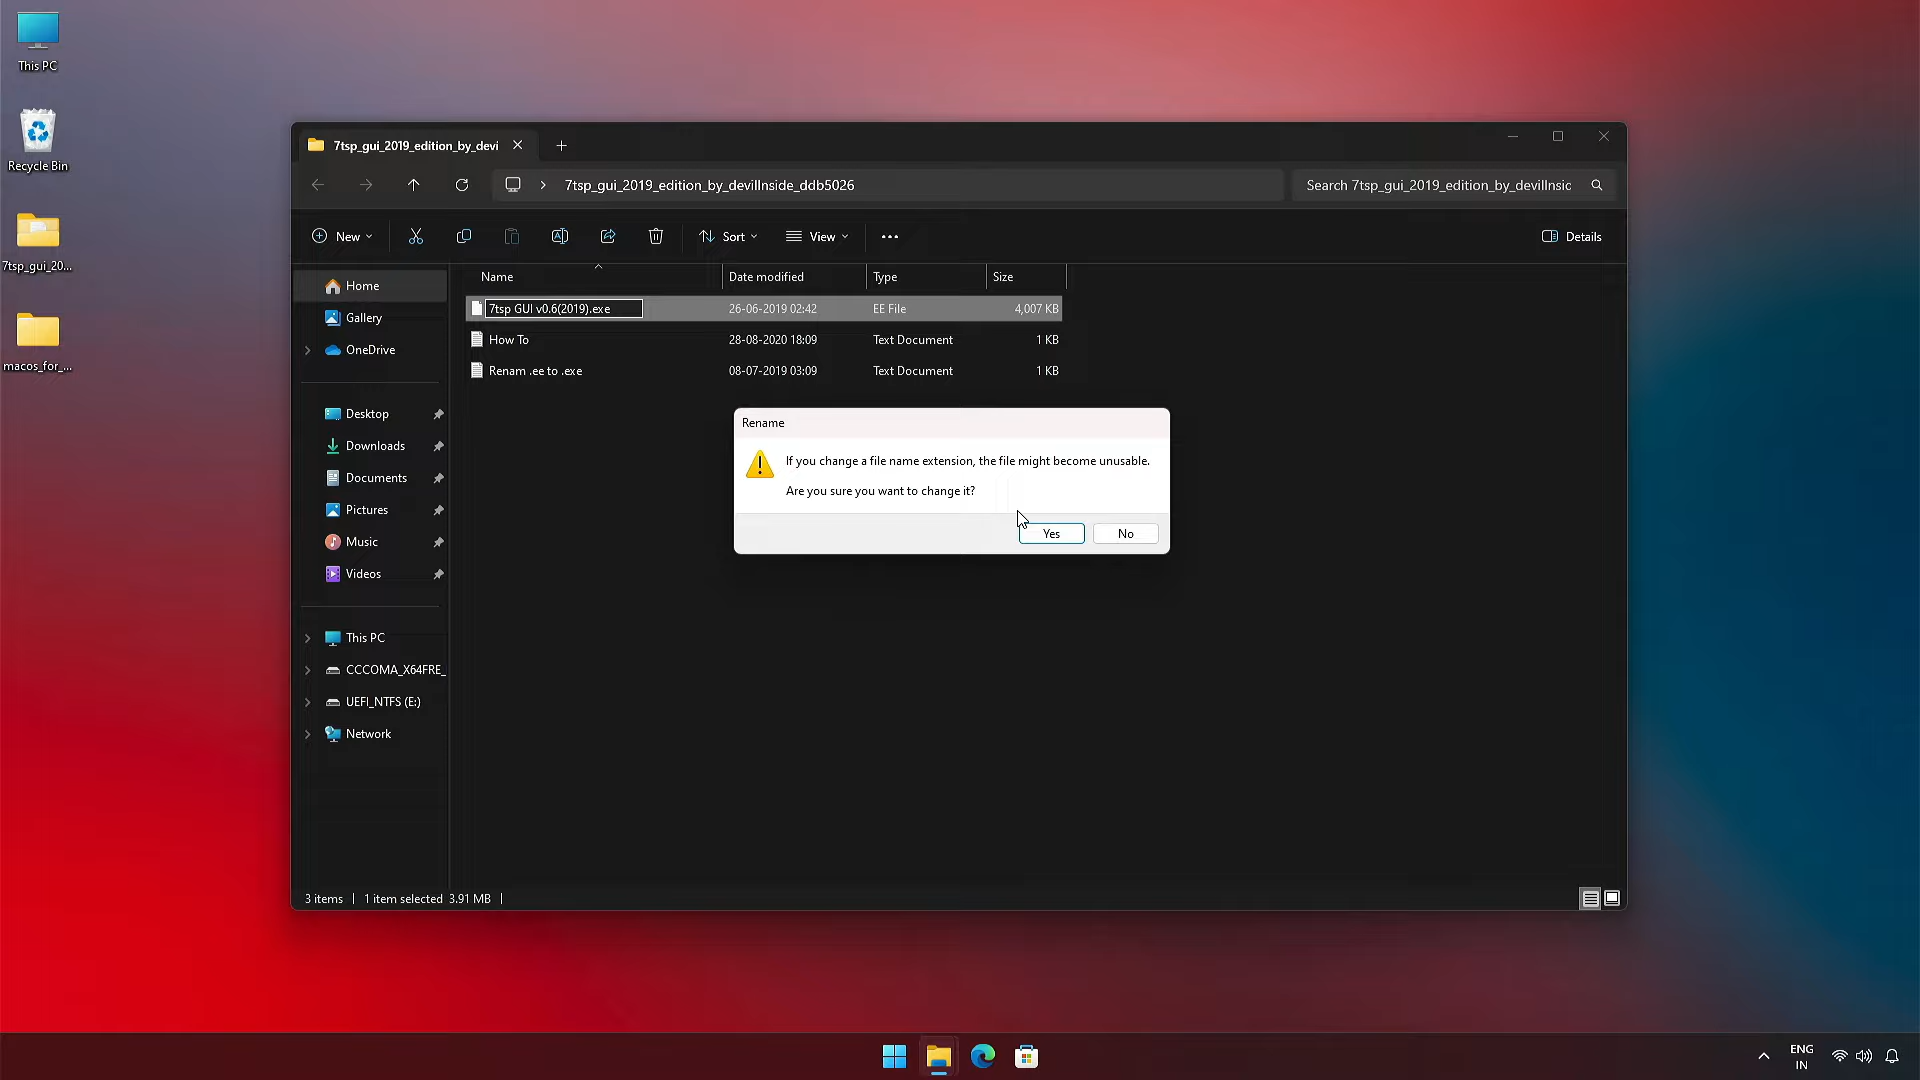 This PC
Recycle Bin
7tsp_gui_20...
macos_for_...
7tsp_gui_2019_edition_by_devi
7tsp_gui_2019_edition_by_devilInside_ddb5026
Search 7tsp_gui_2019_edition_by_devilInsic
New
Sort
View
Details
Home
Gallery
OneDrive
Desktop
Downloads
Documents
Pictures
Music
Videos
This PC
CCCOMA_X64FRE_
UEFI_NTFS (E:)
Network
Name Date modified Type Size
7tsp GUI v0.6(2019).exe 26-06-2019 02:42 EE File 4,007 KB
How To 28-08-2020 18:09 Text Document 1 KB
Renam .ee to .exe 08-07-2019 03:09 Text Document 1 KB
Rename
If you change a file name extension, the file might become unusable.
Are you sure you want to change it?
Yes No
3 items 1 item selected 3.91 MB
ENG
IN